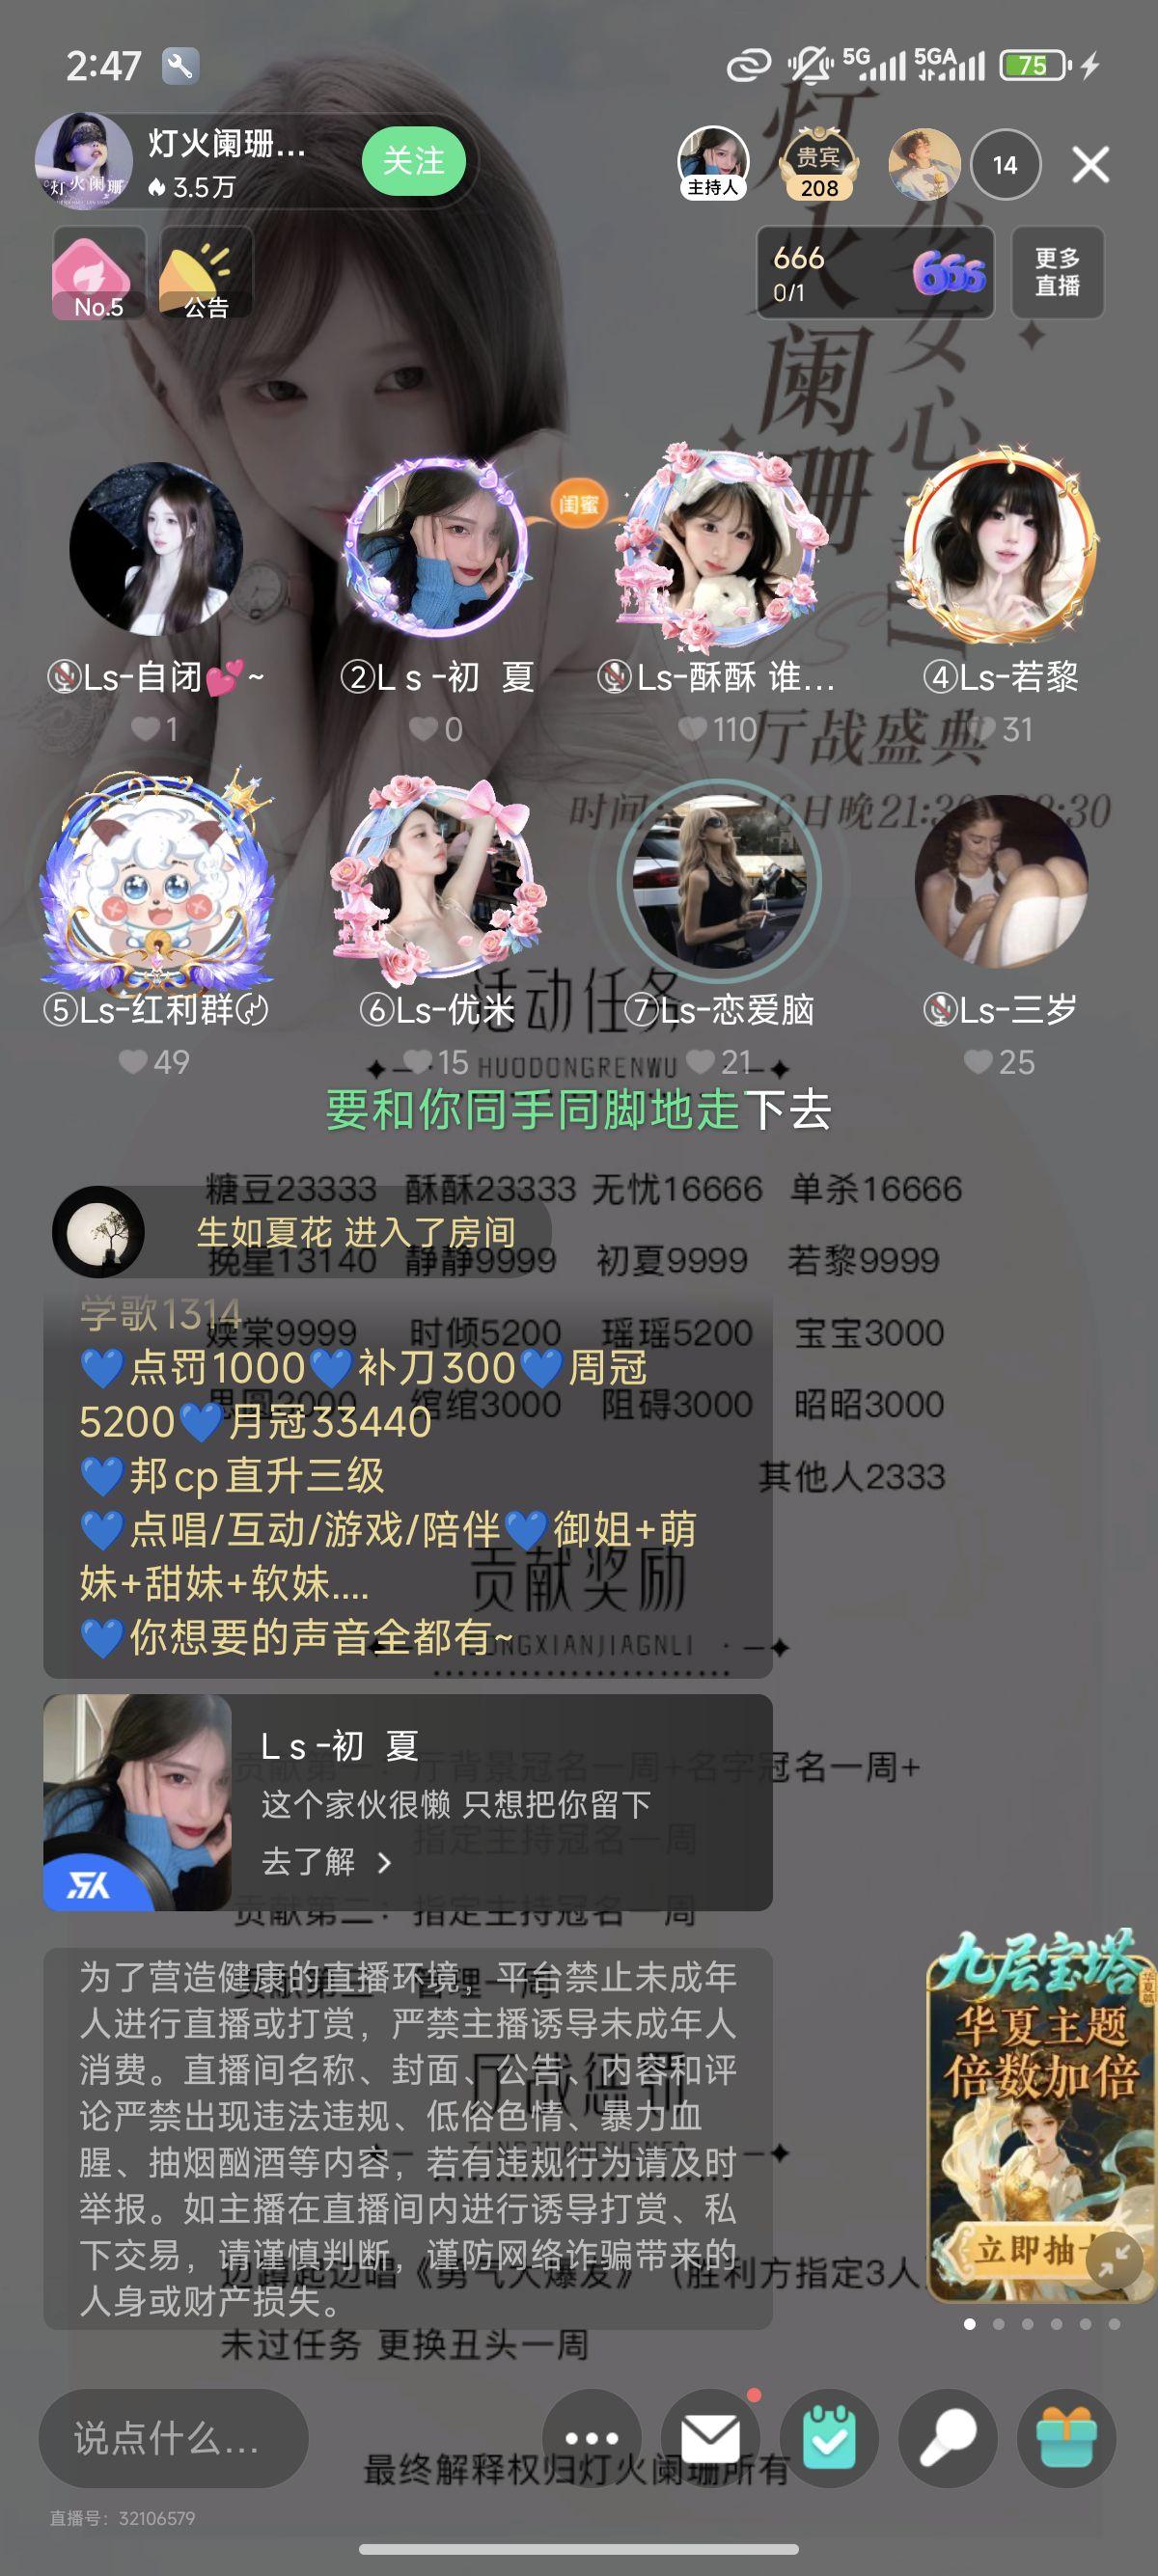 2:47
5G
5GA
75
灯火阑珊...
3.5万
关注
灯火阑珊
主持人
贵宾
208
14
No.5
公告
666
0/1
666
更多
直播
灯火阑珊
少女心
闺蜜
Ls-自闭💕~
②L s -初 夏
Ls-酥酥 谁...
④Ls-若黎
1
0
110
31
厅战盛典
⑤Ls-红利群
⑥Ls-优米
⑦Ls-恋爱脑
Ls-三岁
活动任务
49
15
21
25
HUODONGRENWU
要和你同手同脚地走下去
糖豆23333 酥酥23333 无忧16666 单杀16666
生如夏花 进入了房间
挽星13140 静静9999 初夏9999 若黎9999
学歌1314
9999 时倾5200 瑶瑶5200 宝宝3000
💙点罚1000💙补刀300💙周冠
5200💙月冠33440
绾绾3000 阻碍3000 昭昭3000
💙邦cp直升三级
其他人2333
💙点唱/互动/游戏/陪伴💙御姐+萌
妹+甜妹+软妹....
贡献奖励
💙你想要的声音全都有~
GONGXIANJIAGNLI
L s -初 夏
贡献第一：厅背景冠名一周+名字冠名一周+
这个家伙很懒 只想把你留下
指定主持冠名一周
去了解 >
贡献第二：指定主持冠名一周
为了营造健康的直播环境，平台禁止未成年
人进行直播或打赏，严禁主播诱导未成年人
消费。直播间名称、封面、公告、内容和评
论严禁出现违法违规、低俗色情、暴力血
腥、抽烟酗酒等内容，若有违规行为请及时
举报。如主播在直播间内进行诱导打赏、私
下交易，请谨慎判断，谨防网络诈骗带来的
人身或财产损失。
九层宝塔
华夏主题
倍数加倍
立即抽
边蹲起边唱《勇气大爆发》（胜利方指定3人
未过任务 更换丑头一周
说点什么...
最终解释权归灯火阑珊所有
直播号：32106579